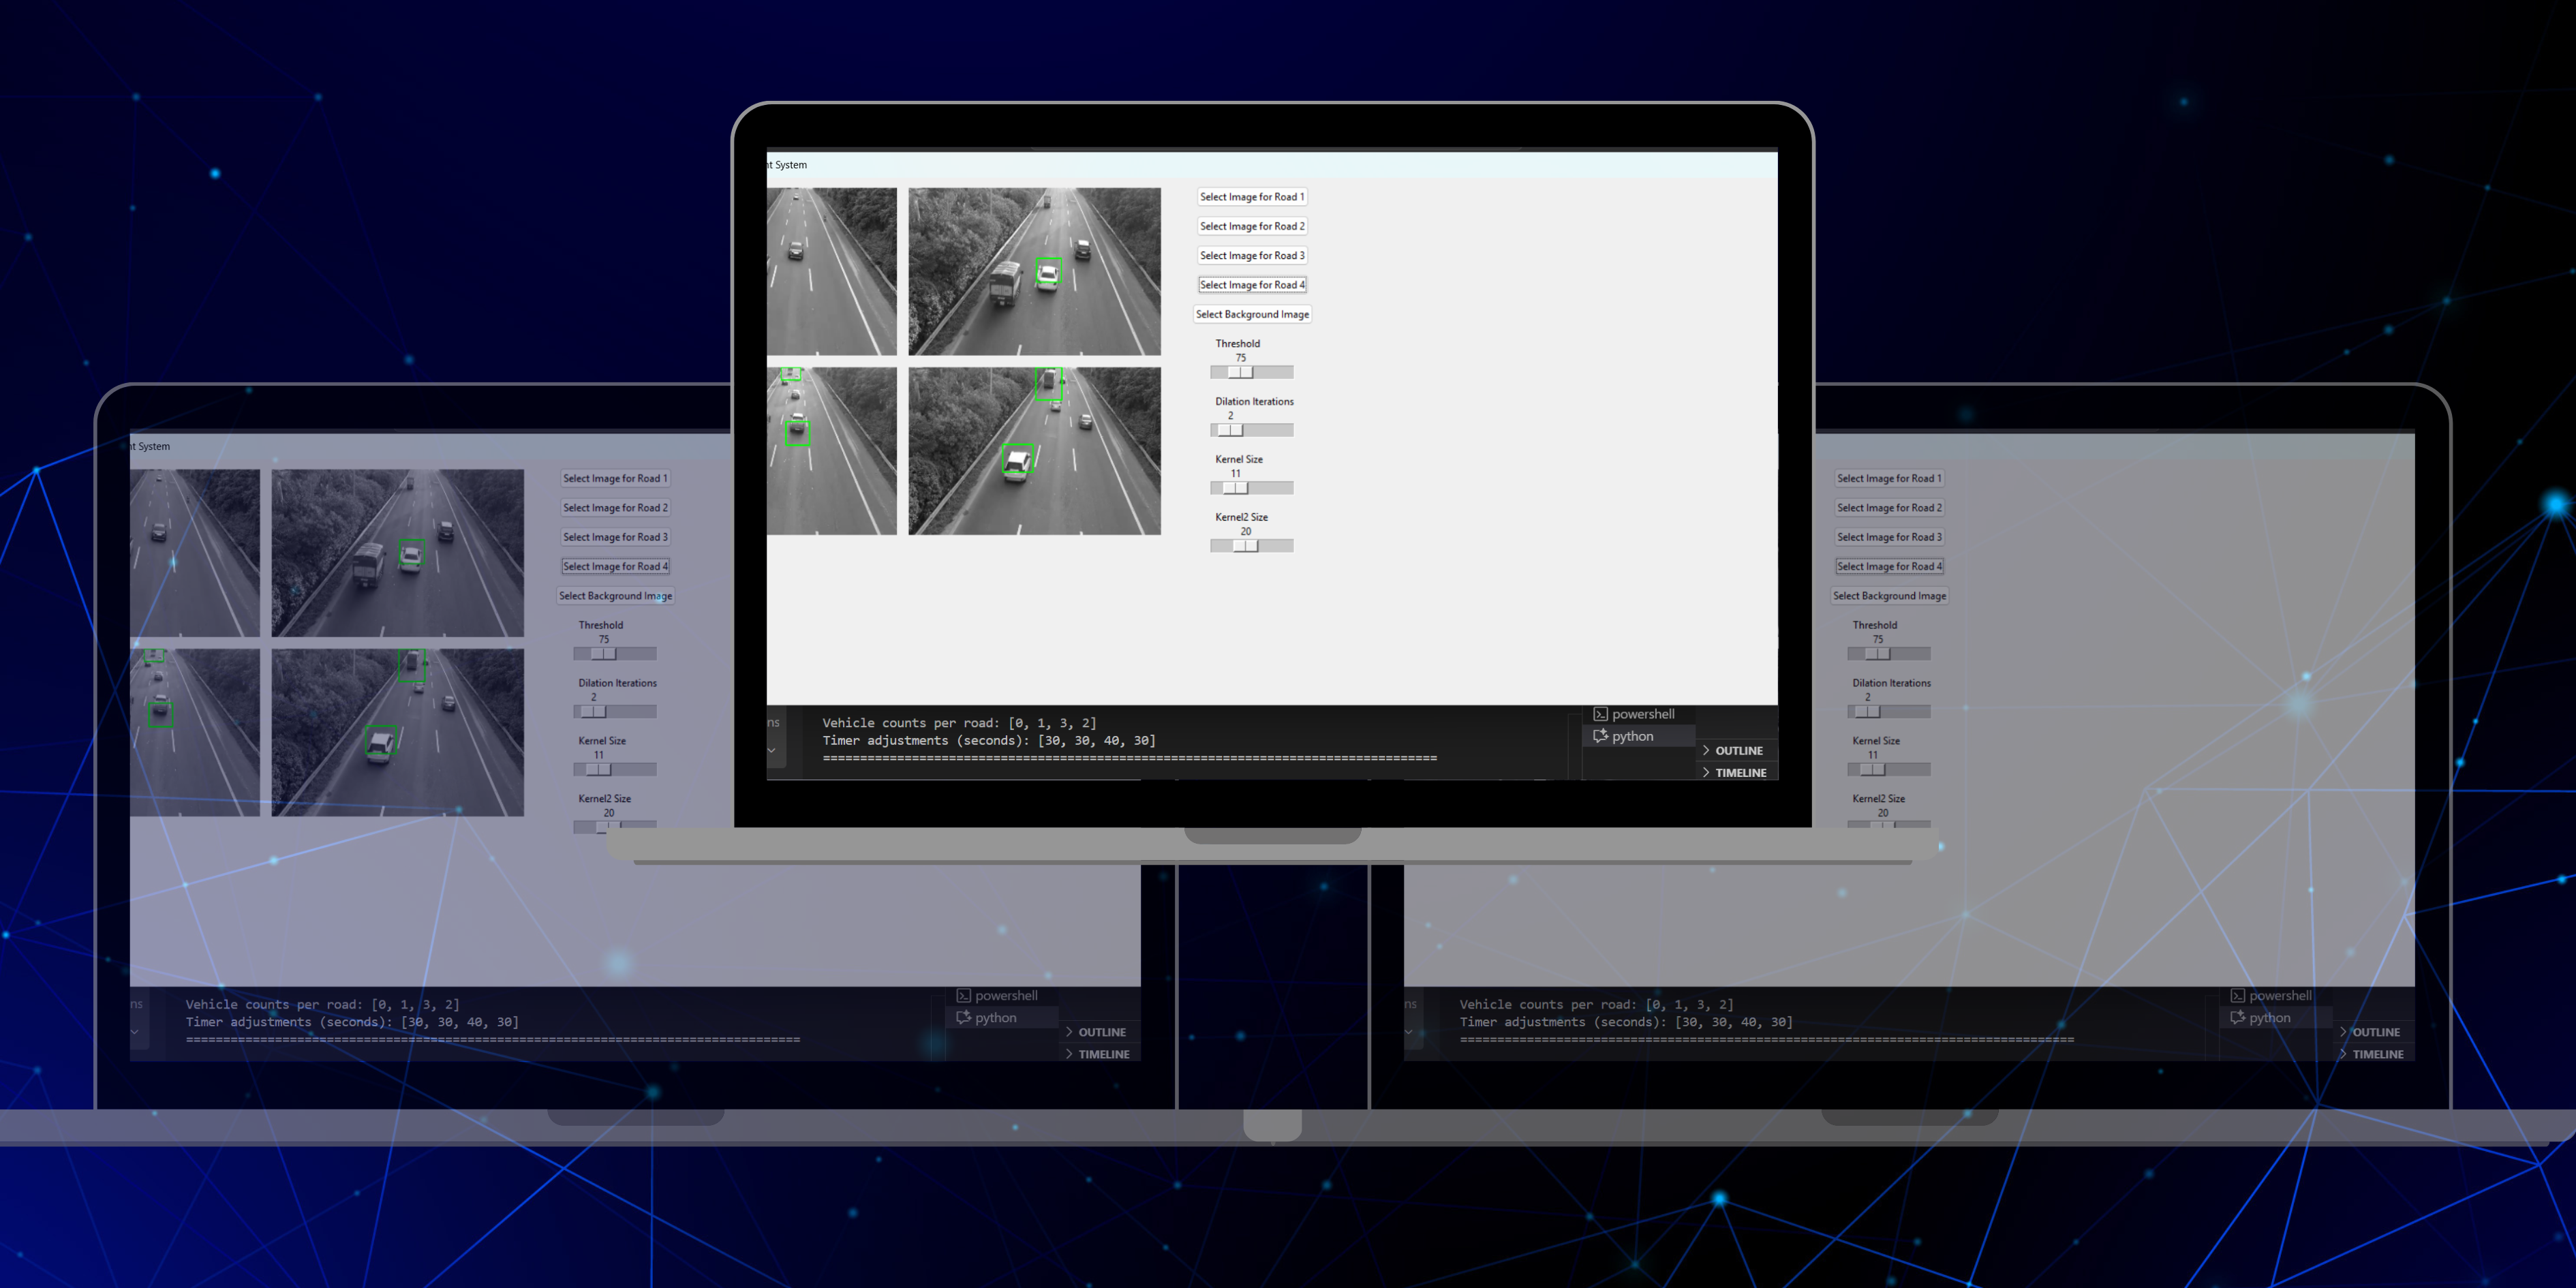 nt System
Select Image for Road 1
Select Image for Road 2
Select Image for Road 3
Select Image for Road 4
Select Background Image
Threshold
75
Dilation Iterations
2
Kernel Size
11
Kernel2 Size
20
ns
Vehicle counts per road: [0, 1, 3, 2]
Timer adjustments (seconds): [30, 30, 40, 30]
==================================================================================
powershell
python
OUTLINE
TIMELINE
nt System
Select Image for Road 1
Select Image for Road 2
Select Image for Road 3
Select Image for Road 4
Select Background Image
Threshold
75
Dilation Iterations
2
Kernel Size
11
Kernel2 Size
20
ns
Vehicle counts per road: [0, 1, 3, 2]
Timer adjustments (seconds): [30, 30, 40, 30]
==================================================================================
powershell
python
OUTLINE
TIMELINE
Select Image for Road 1
Select Image for Road 2
Select Image for Road 3
Select Image for Road 4
Select Background Image
Threshold
75
Dilation Iterations
2
Kernel Size
11
Kernel2 Size
20
ns
Vehicle counts per road: [0, 1, 3, 2]
Timer adjustments (seconds): [30, 30, 40, 30]
==================================================================================
powershell
python
OUTLINE
TIMELINE